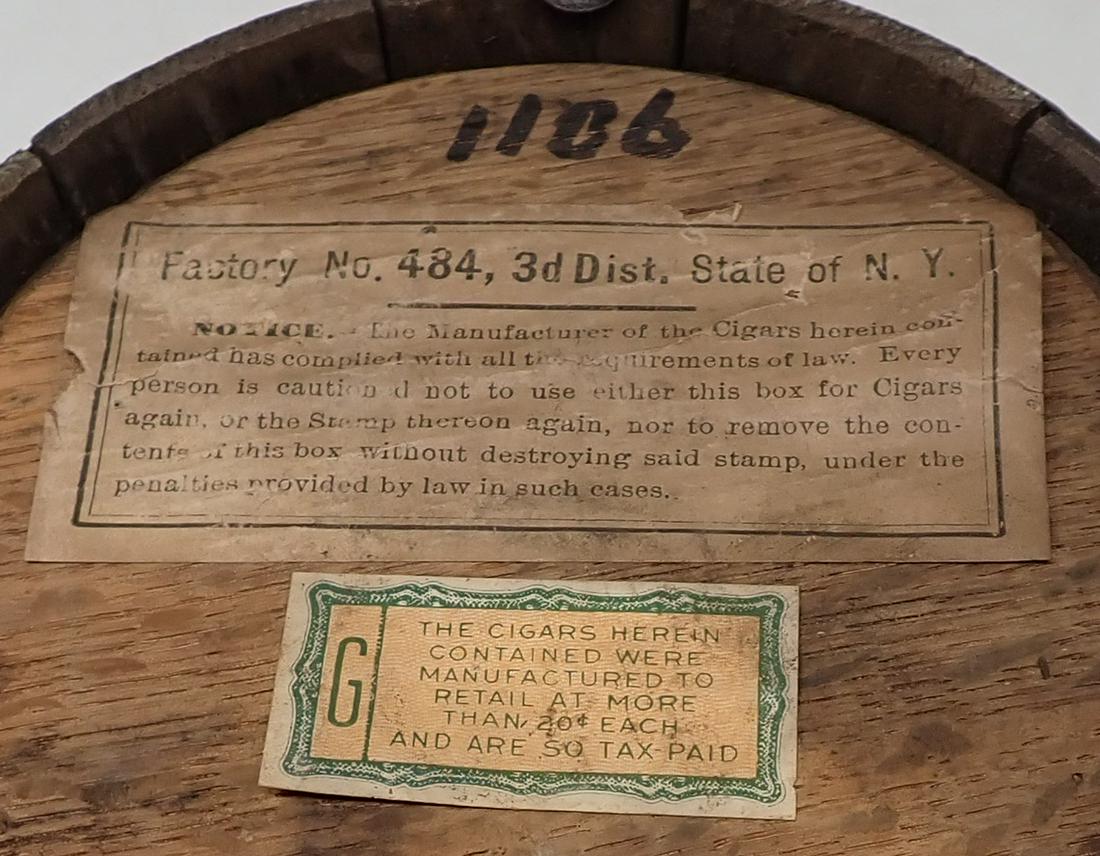 1106
Factory No. 484, 3d Dist. State of N. Y.
NOTICE.— The Manufacturer of the Cigars herein con-
tained has complied with all the requirements of law. Every
person is cautioned not to use either this box for Cigars
again, or the Stamp thereon again, nor to remove the con-
tents of this box without destroying said stamp, under the
penalties provided by law in such cases.
G
THE CIGARS HEREIN
CONTAINED WERE
MANUFACTURED TO
RETAIL AT MORE
THAN 20¢ EACH
AND ARE SO TAX-PAID